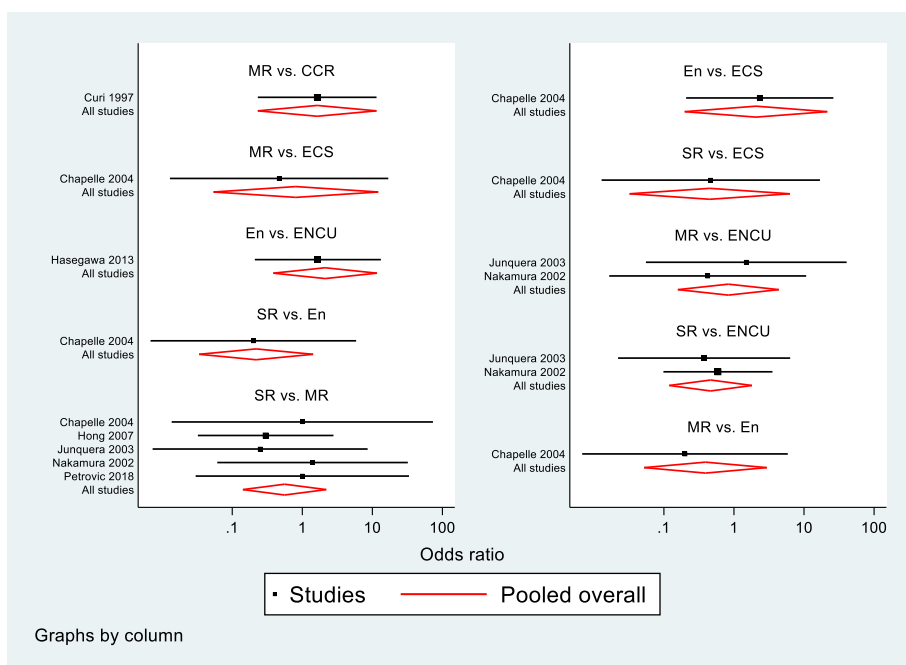 MR vs. CCR
Curi 1997
All studies
MR vs. ECS
Chapelle 2004
All studies
En vs. ENCU
Hasegawa 2013
All studies
SR vs. En
Chapelle 2004
All studies
SR vs. MR
Chapelle 2004
Hong 2007
Junquera 2003
Nakamura 2002
Petrovic 2018
All studies
.1 1 10 100
En vs. ECS
Chapelle 2004
All studies
SR vs. ECS
Chapelle 2004
All studies
MR vs. ENCU
Junquera 2003
Nakamura 2002
All studies
SR vs. ENCU
Junquera 2003
Nakamura 2002
All studies
MR vs. En
Chapelle 2004
All studies
.1 1 10 100
Odds ratio
Studies Pooled overall
Graphs by column